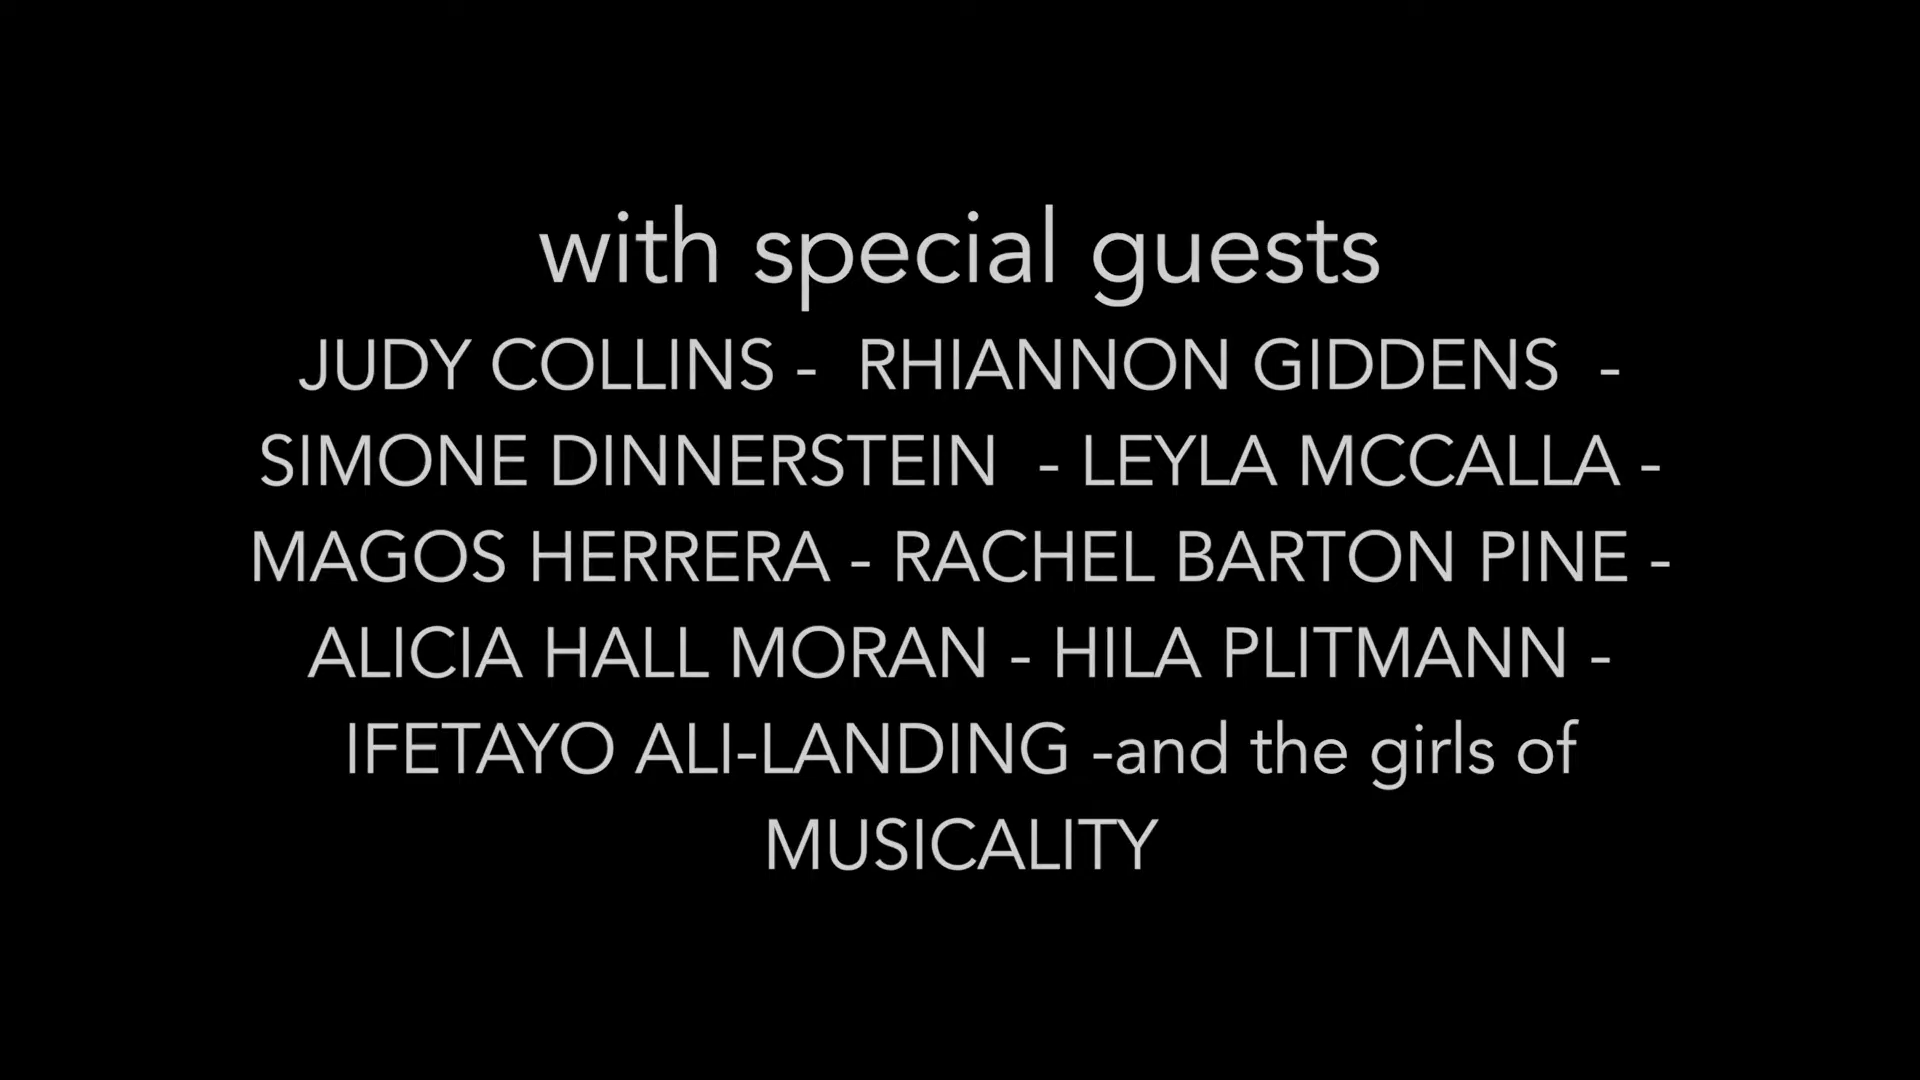 with special guests
JUDY COLLINS -  RHIANNON GIDDENS  -
SIMONE DINNERSTEIN  - LEYLA MCCALLA -
MAGOS HERRERA - RACHEL BARTON PINE -
ALICIA HALL MORAN - HILA PLITMANN -
IFETAYO ALI-LANDING -and the girls of
MUSICALITY